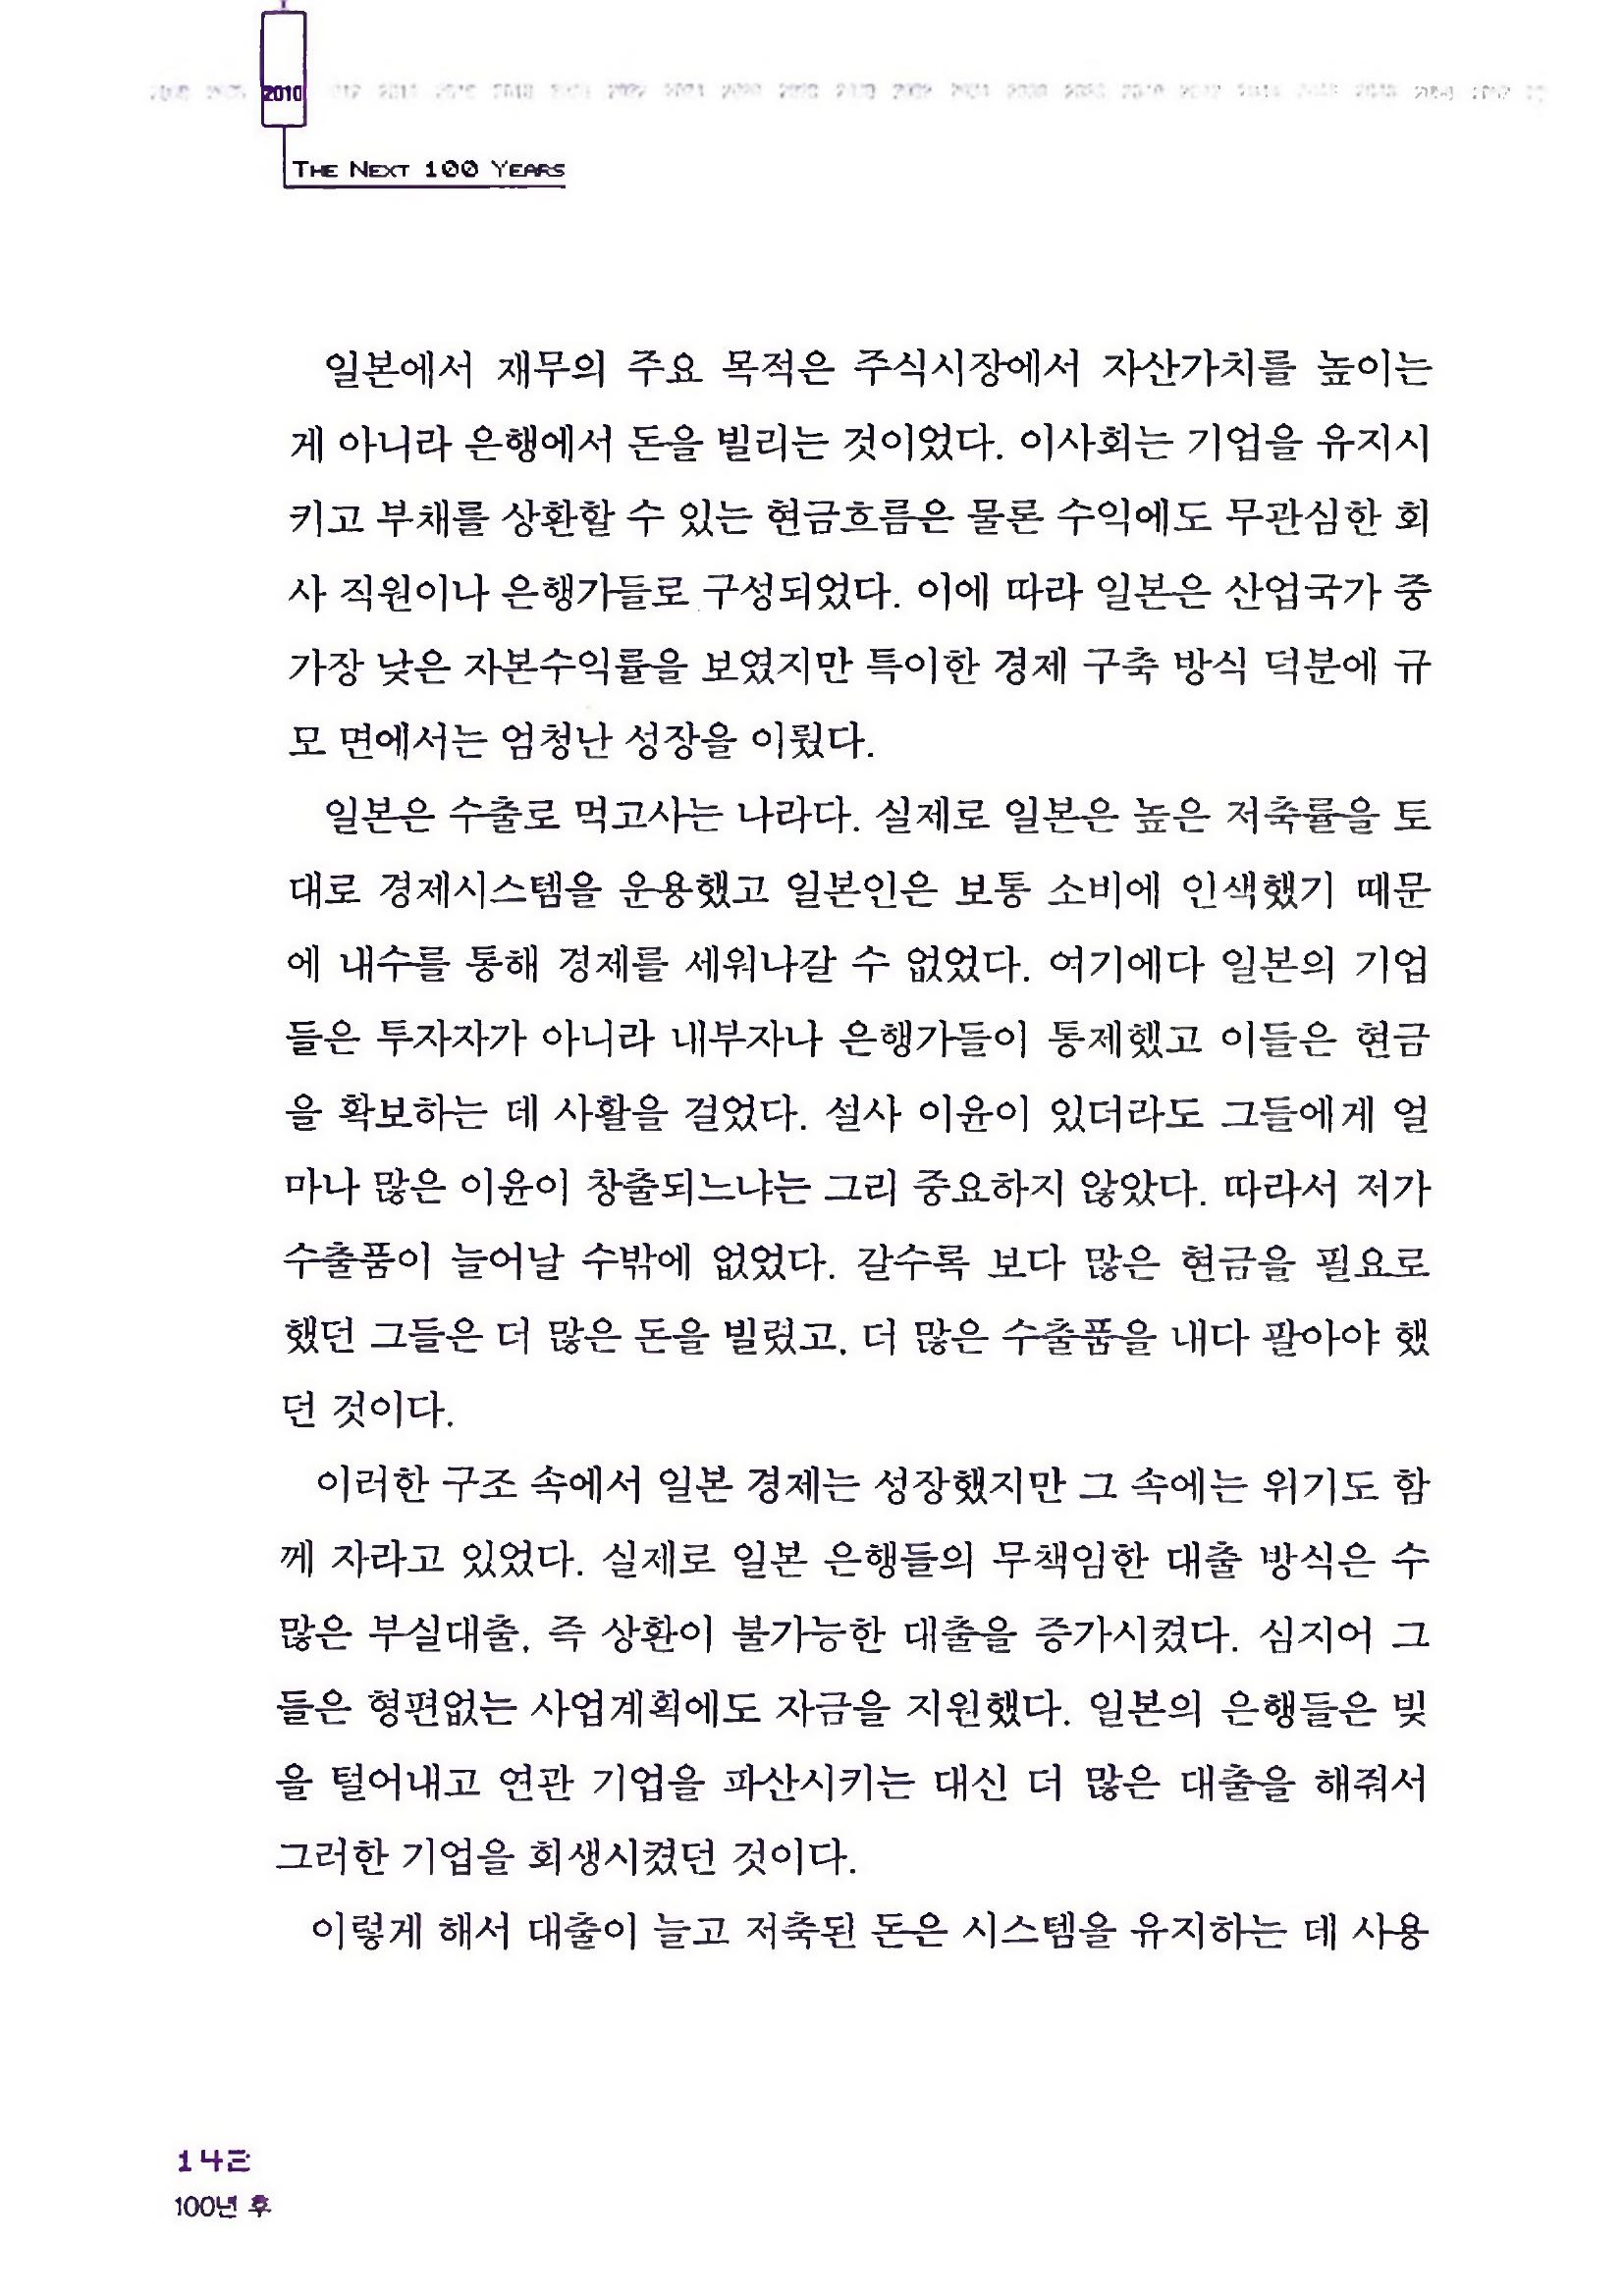 2010
THE NEXT 100 YEARS
일본에서 재무의 주요 목적은 주식시장에서 자산가치를 높이는
게 아니라 은행에서 돈을 빌리는 것이었다. 이사회는 기업을 유지시
키고 부채를 상환할 수 있는 현금흐름은 물론 수익에도 무관심한 회
사 직원이나 은행가들로 구성되었다. 이에 따라 일본은 산업국가 중
가장 낮은 자본수익률을 보였지만 특이한 경제 구축 방식 덕분에 규
모 면에서는 엄청난 성장을 이뤘다.
일본은 수출로 먹고사는 나라다. 실제로 일본은 높은 저축률을 토
대로 경제시스템을 운용했고 일본인은 보통 소비에 인색했기 때문
에 내수를 통해 경제를 세워나갈 수 없었다. 여기에다 일본의 기업
들은 투자자가 아니라 내부자나 은행가들이 통제했고 이들은 현금
을 확보하는 데 사활을 걸었다. 설사 이윤이 있더라도 그들에게 얼
마나 많은 이윤이 창출되느냐는 그리 중요하지 않았다. 따라서 저가
수출품이 늘어날 수밖에 없었다. 갈수록 보다 많은 현금을 필요로
했던 그들은 더 많은 돈을 빌렸고, 더 많은 수출품을 내다 팔아야 했
던 것이다.
이러한 구조 속에서 일본 경제는 성장했지만 그 속에는 위기도 함
께 자라고 있었다. 실제로 일본 은행들의 무책임한 대출 방식은 수
많은 부실대출, 즉 상환이 불가능한 대출을 증가시켰다. 심지어 그
들은 형편없는 사업계획에도 자금을 지원했다. 일본의 은행들은 빚
을 털어내고 연관 기업을 파산시키는 대신 더 많은 대출을 해줘서
그러한 기업을 회생시켰던 것이다.
이렇게 해서 대출이 늘고 저축된 돈은 시스템을 유지하는 데 사용
142
100년 후